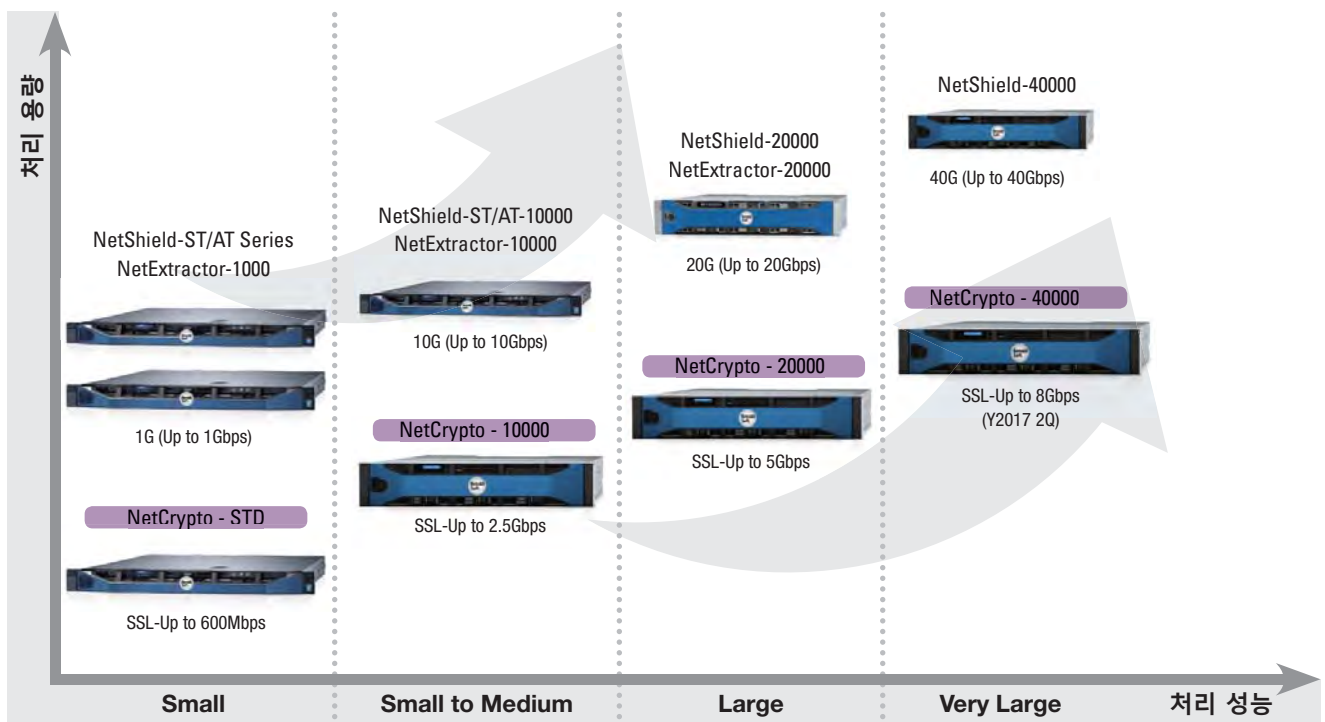 처리 용량
NetShield-ST/AT Series
NetExtractor-1000
1G (Up to 1Gbps)
NetCrypto - STD
SSL-Up to 600Mbps
NetShield-ST/AT-10000
NetExtractor-10000
10G (Up to 10Gbps)
NetCrypto - 10000
SSL-Up to 2.5Gbps
NetShield-20000
NetExtractor-20000
20G (Up to 20Gbps)
NetCrypto - 20000
SSL-Up to 5Gbps
NetShield-40000
40G (Up to 40Gbps)
NetCrypto - 40000
SSL-Up to 8Gbps
(Y2017 2Q)
Small
Small to Medium
Large
Very Large
처리 성능